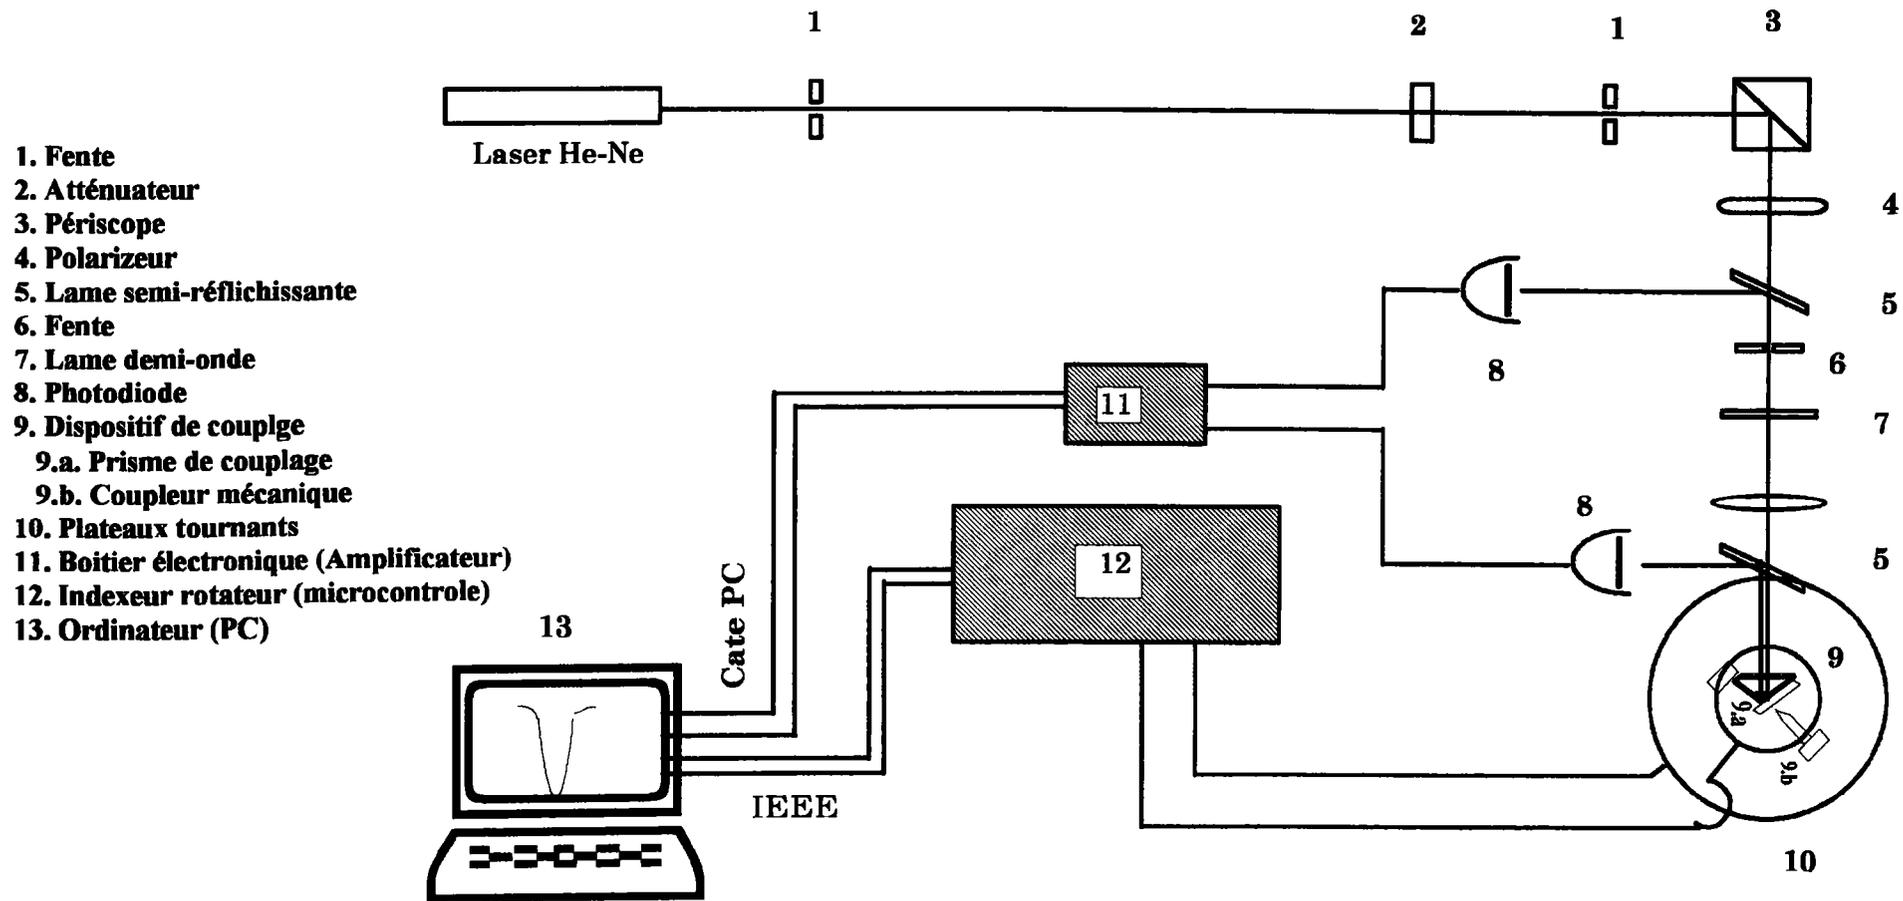 1
2
1
3
Laser He-Ne
1. Fente
2. Atténuateur
3. Périscope
4. Polarizeur
5. Lame semi-réflichissante
6. Fente
7. Lame demi-onde
8. Photodiode
9. Dispositif de couplge
9.a. Prisme de couplage
9.b. Coupleur mécanique
10. Plateaux tournants
11. Boitier électronique (Amplificateur)
12. Indexeur rotateur (microcontrole)
13. Ordinateur (PC)
4
5
8
6
11
7
8
12
5
13
Cate PC
9
9.a
9.b
IEEE
10